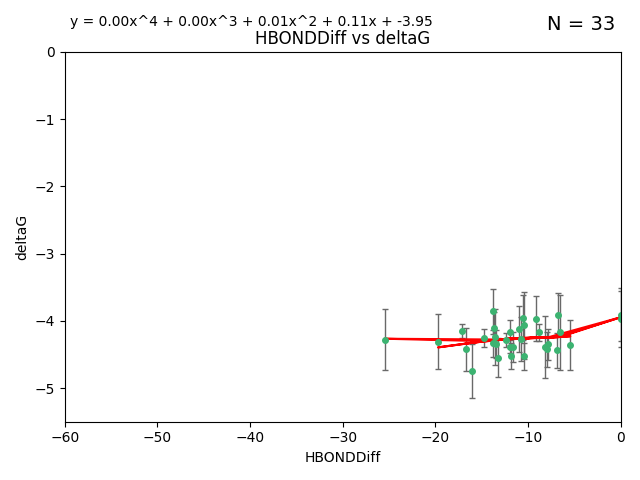 y = 0.00x^4 + 0.00x^3 + 0.01x^2 + 0.11x + -3.95
N = 33
HBONDDiff vs deltaG
0
−1
−2
−3
−4
−5
deltaG
−60 −50 −40 −30 −20 −10 0
HBONDDiff